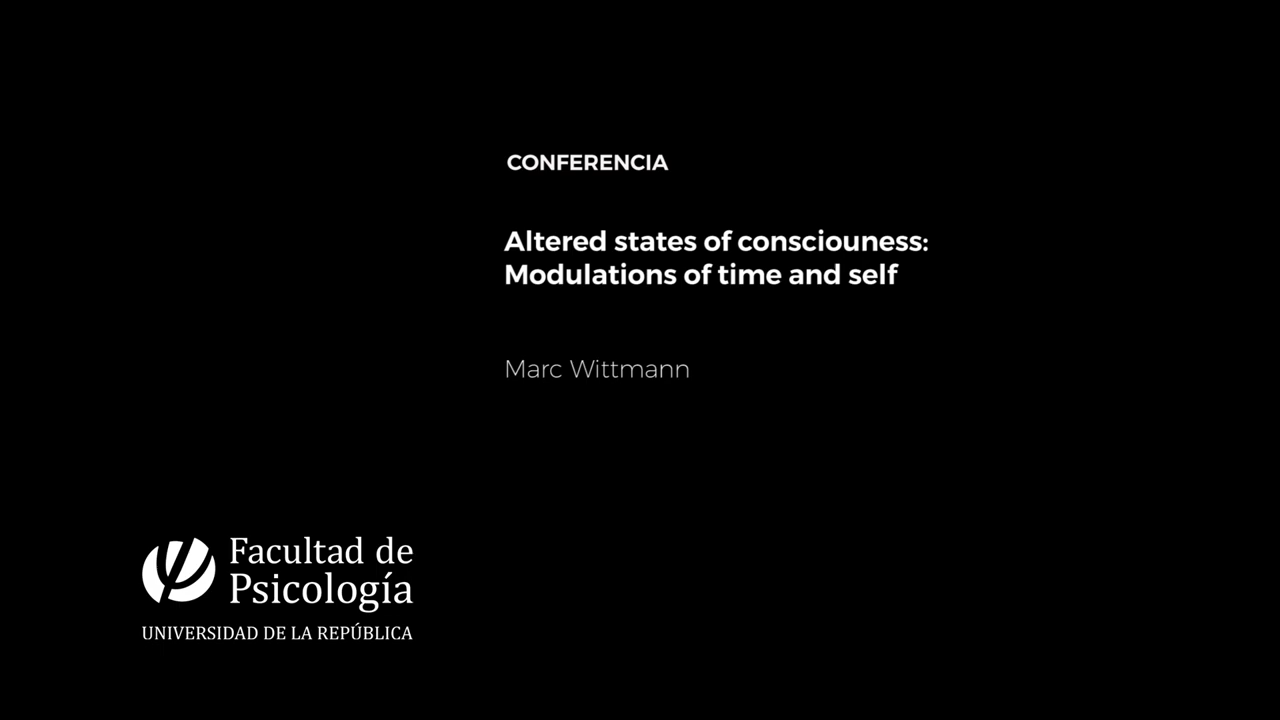 CONFERENCIA
Altered states of consciouness:
Modulations of time and self
Marc Wittmann
Facultad de
Psicología
UNIVERSIDAD DE LA REPÚBLICA